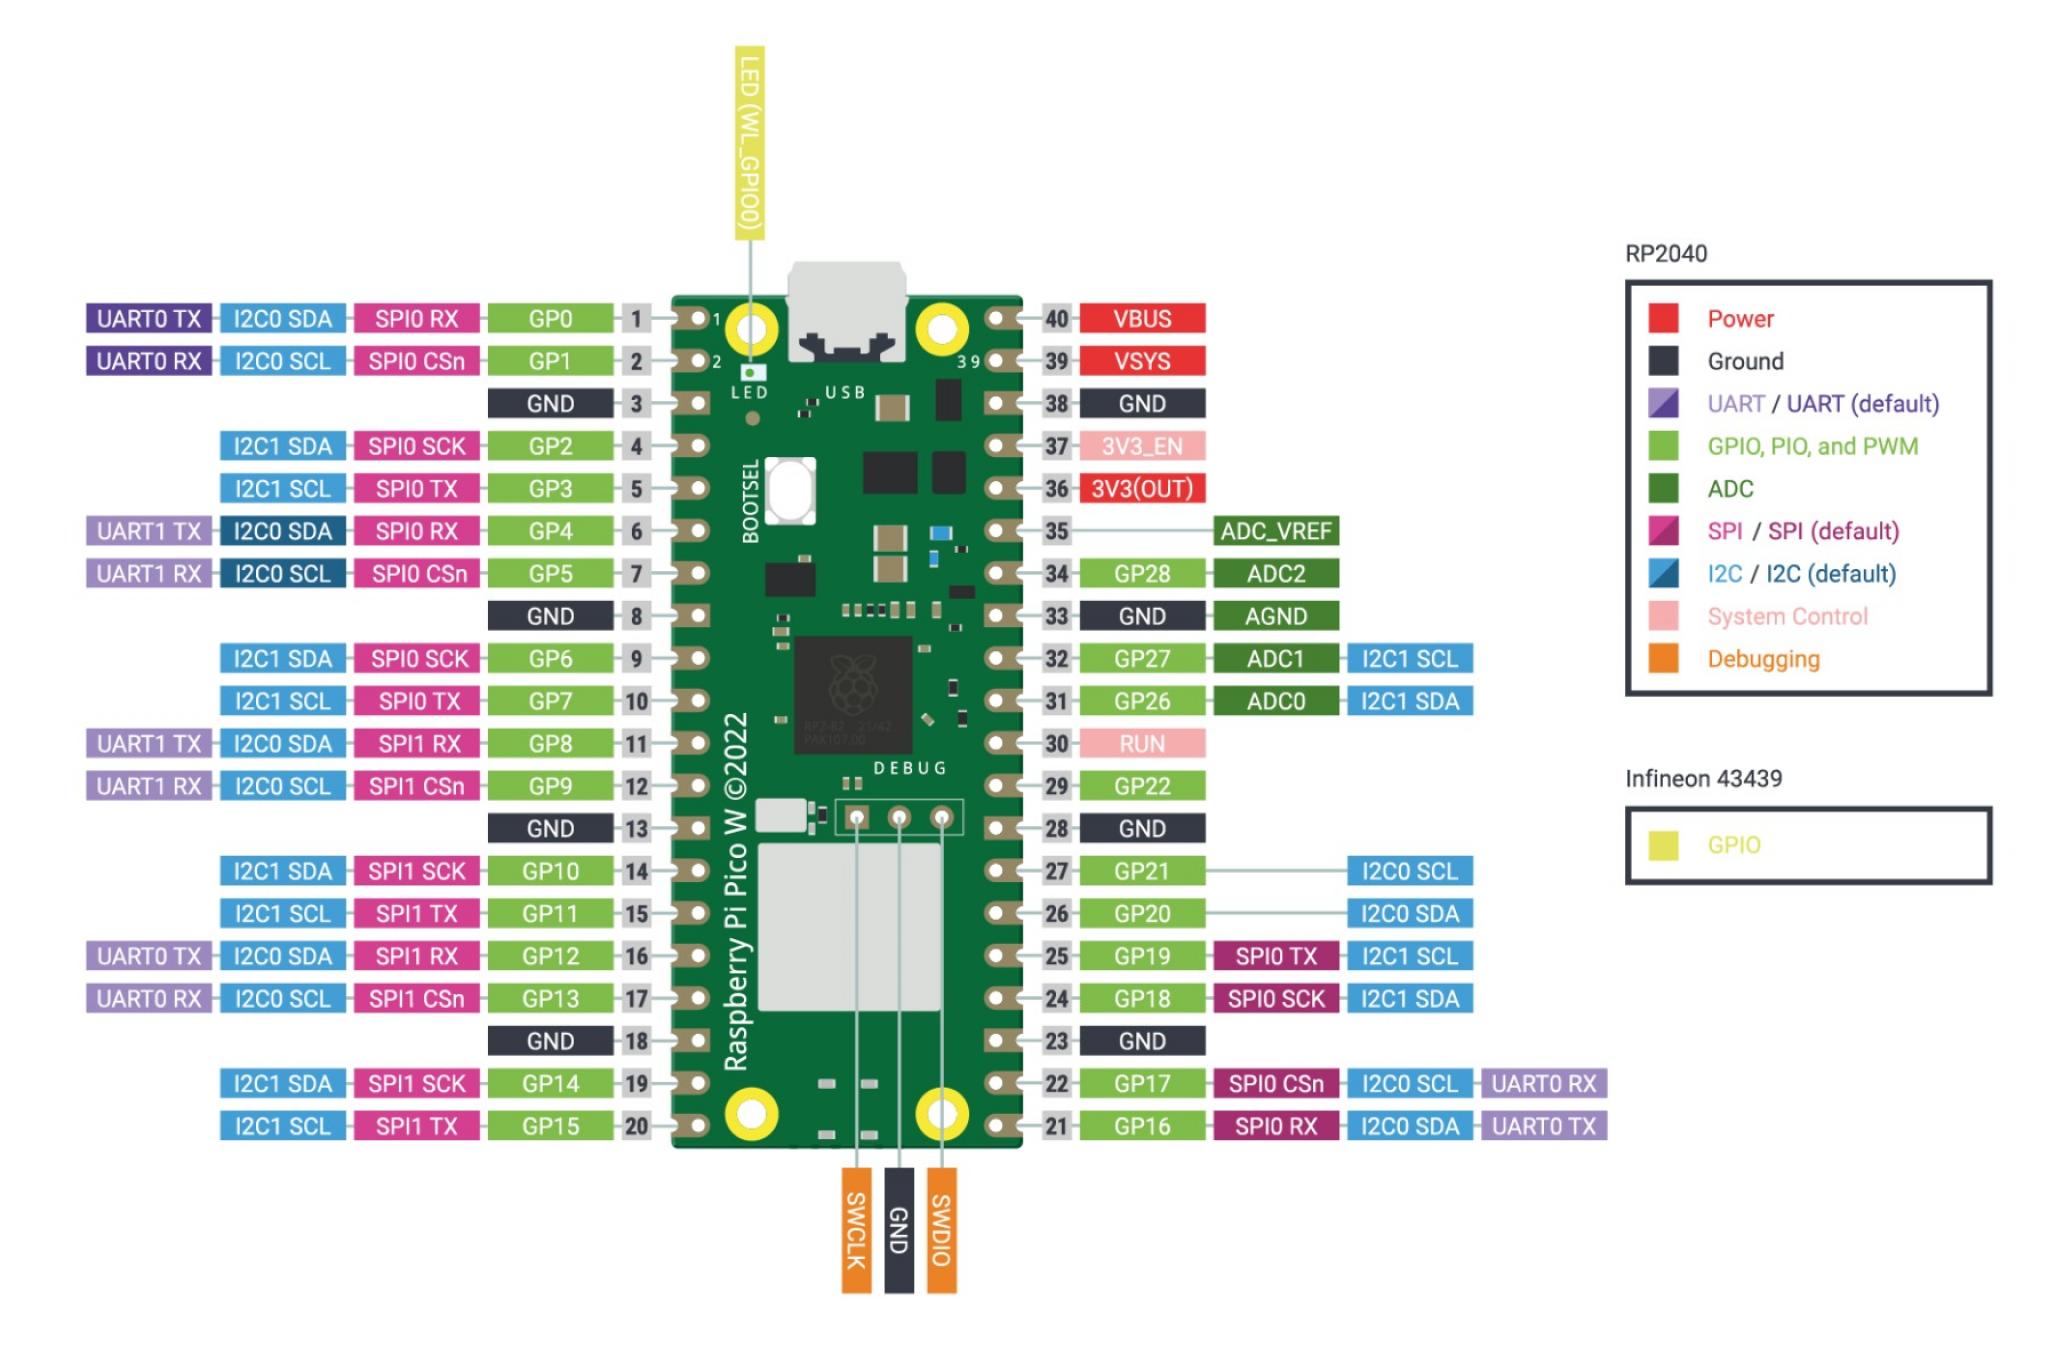 LED (WL_GPIO0)
UART0 TX I2C0 SDA SPI0 RX GP0 1 1 40 VBUS
UART0 RX I2C0 SCL SPI0 CSn GP1 2 2 39 39 VSYS
LED USB
GND 3 38 GND
I2C1 SDA SPI0 SCK GP2 4 37 3V3_EN
I2C1 SCL SPI0 TX GP3 5 36 3V3(OUT)
BOOTSEL
UART1 TX I2C0 SDA SPI0 RX GP4 6 35 ADC_VREF
UART1 RX I2C0 SCL SPI0 CSn GP5 7 34 GP28 ADC2
GND 8 33 GND AGND
I2C1 SDA SPI0 SCK GP6 9 32 GP27 ADC1 I2C1 SCL
I2C1 SCL SPI0 TX GP7 10 31 GP26 ADC0 I2C1 SDA
RP2-B2 21/42
PAK107.00
UART1 TX I2C0 SDA SPI1 RX GP8 11 30 RUN
DEBUG
UART1 RX I2C0 SCL SPI1 CSn GP9 12 29 GP22
GND 13 28 GND
I2C1 SDA SPI1 SCK GP10 14 27 GP21 I2C0 SCL
Raspberry Pi Pico W ©2022
I2C1 SCL SPI1 TX GP11 15 26 GP20 I2C0 SDA
UART0 TX I2C0 SDA SPI1 RX GP12 16 25 GP19 SPI0 TX I2C1 SCL
UART0 RX I2C0 SCL SPI1 CSn GP13 17 24 GP18 SPI0 SCK I2C1 SDA
GND 18 23 GND
I2C1 SDA SPI1 SCK GP14 19 22 GP17 SPI0 CSn I2C0 SCL UART0 RX
I2C1 SCL SPI1 TX GP15 20 21 GP16 SPI0 RX I2C0 SDA UART0 TX
SWCLK
GND
SWDIO
RP2040
Power
Ground
UART / UART (default)
GPIO, PIO, and PWM
ADC
SPI / SPI (default)
I2C / I2C (default)
System Control
Debugging
Infineon 43439
GPIO